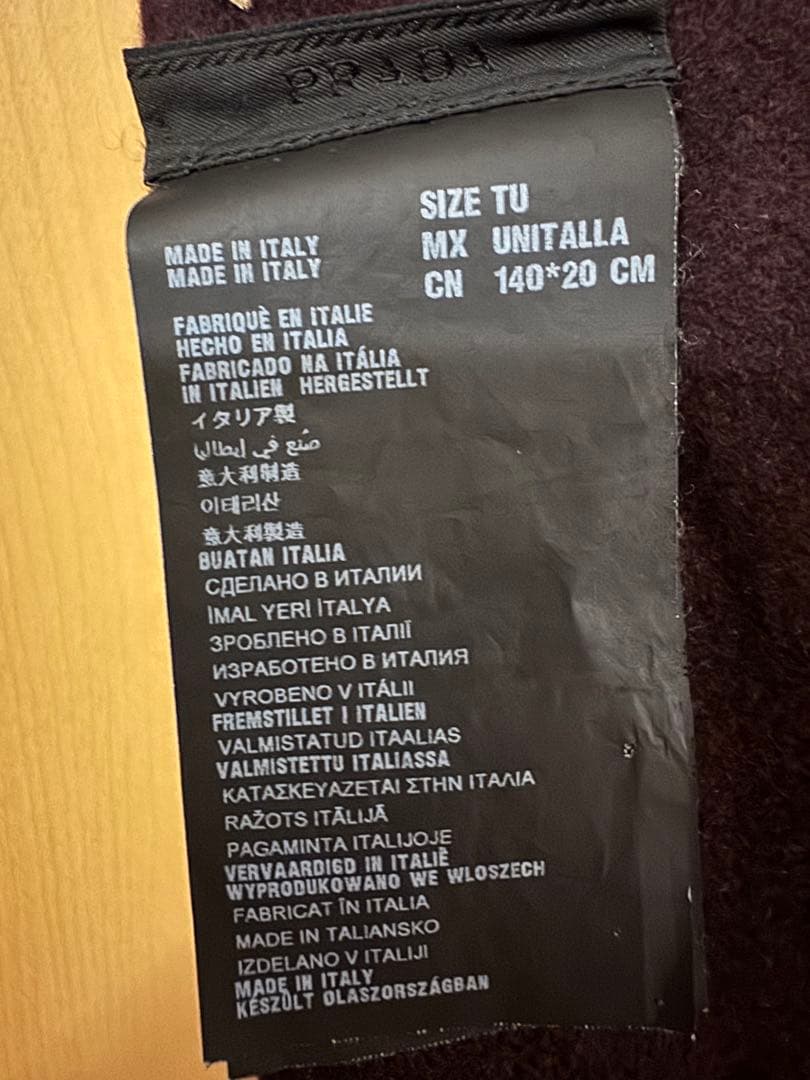 PRADA
SIZE TU
MX UNITALLA
CN 140*20 CM
MADE IN ITALY
MADE IN ITALY
FABRIQUÈ EN ITALIE
HECHO EN ITALIA
FABRICADO NA ITÁLIA
IN ITALIEN HERGESTELLT
イタリア製
صُنع في إيطاليا
意大利制造
이태리산
意大利製造
BUATAN ITALIA
СДЕЛАНО В ИТАЛИИ
İMAL YERİ İTALYA
ЗРОБЛЕНО В ІТАЛІЇ
ИЗРАБОТЕНО В ИТАЛИЯ
VYROBENO V ITÁLII
FREMSTILLET I ITALIEN
VALMISTATUD ITAALIAS
VALMISTETTU ITALIASSA
ΚΑΤΑΣΚΕΥΑΖΕΤΑΙ ΣΤΗΝ ΙΤΑΛΙΑ
RAŽOTS ITĀLIJĀ
PAGAMINTA ITALIJOJE
VERVAARDIGD IN ITALIË
WYPRODUKOWANO WE WLOSZECH
FABRICAT ÎN ITALIA
MADE IN TALIANSKO
IZDELANO V ITALIJI
MADE IN ITALY
KÉSZÜLT OLASZORSZÁGBAN